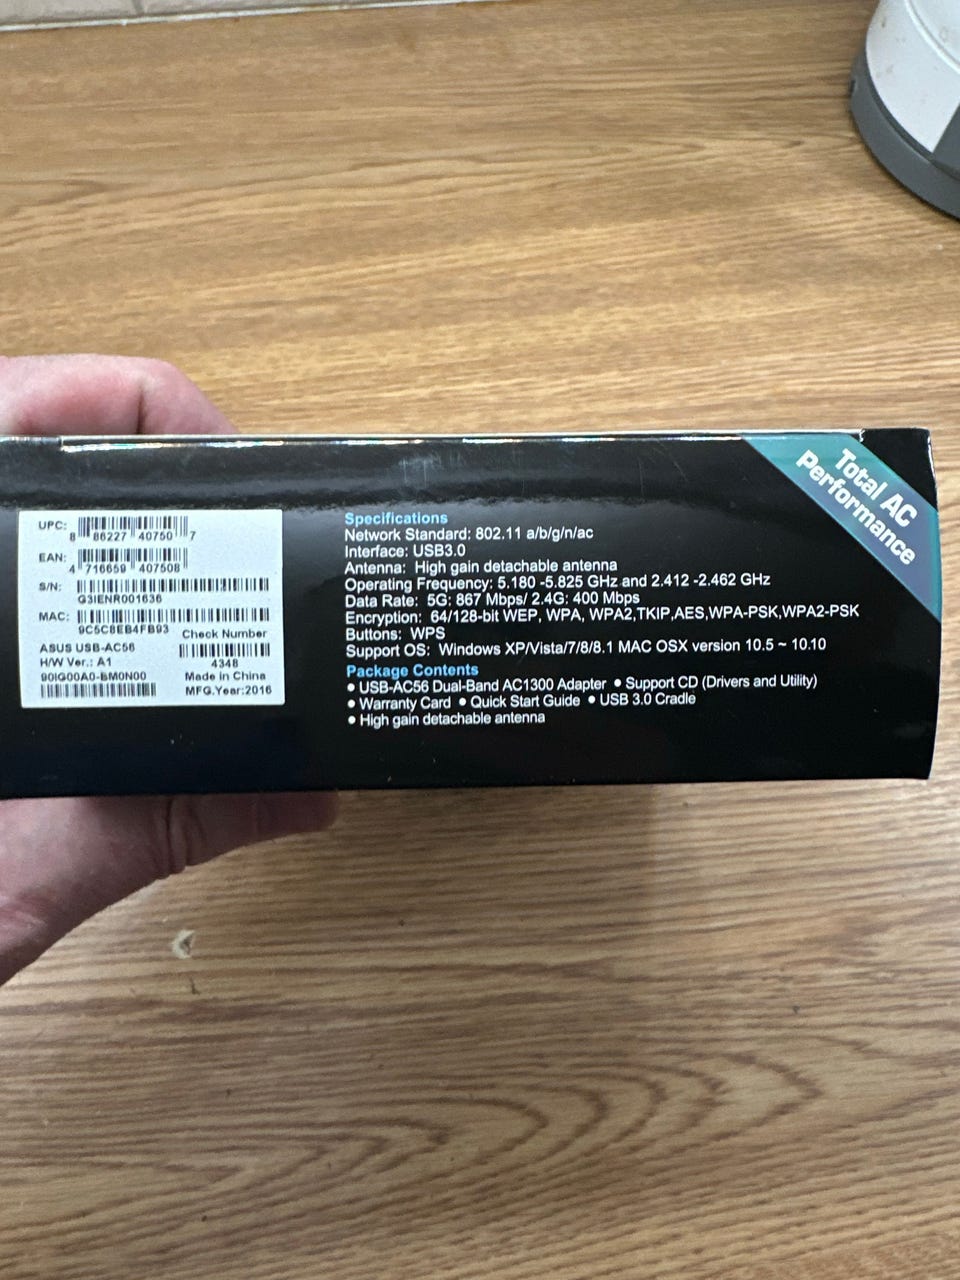 Total AC
Performance
UPC:
8 86227 40750 7
EAN:
4 716659 407508
S/N:
G3IENR001636
MAC:
9C5C8EB4FB93
Check Number
ASUS USB-AC56
H/W Ver.: A1
4348
90IG00A0-BM0N00
Made in China
MFG.Year:2016
Specifications
Network Standard: 802.11 a/b/g/n/ac
Interface: USB3.0
Antenna: High gain detachable antenna
Operating Frequency: 5.180 -5.825 GHz and 2.412 -2.462 GHz
Data Rate: 5G: 867 Mbps/ 2.4G: 400 Mbps
Encryption: 64/128-bit WEP, WPA, WPA2,TKIP,AES,WPA-PSK,WPA2-PSK
Buttons: WPS
Support OS: Windows XP/Vista/7/8/8.1 MAC OSX version 10.5 ~ 10.10
Package Contents
● USB-AC56 Dual-Band AC1300 Adapter ● Support CD (Drivers and Utility)
● Warranty Card ● Quick Start Guide ● USB 3.0 Cradle
● High gain detachable antenna